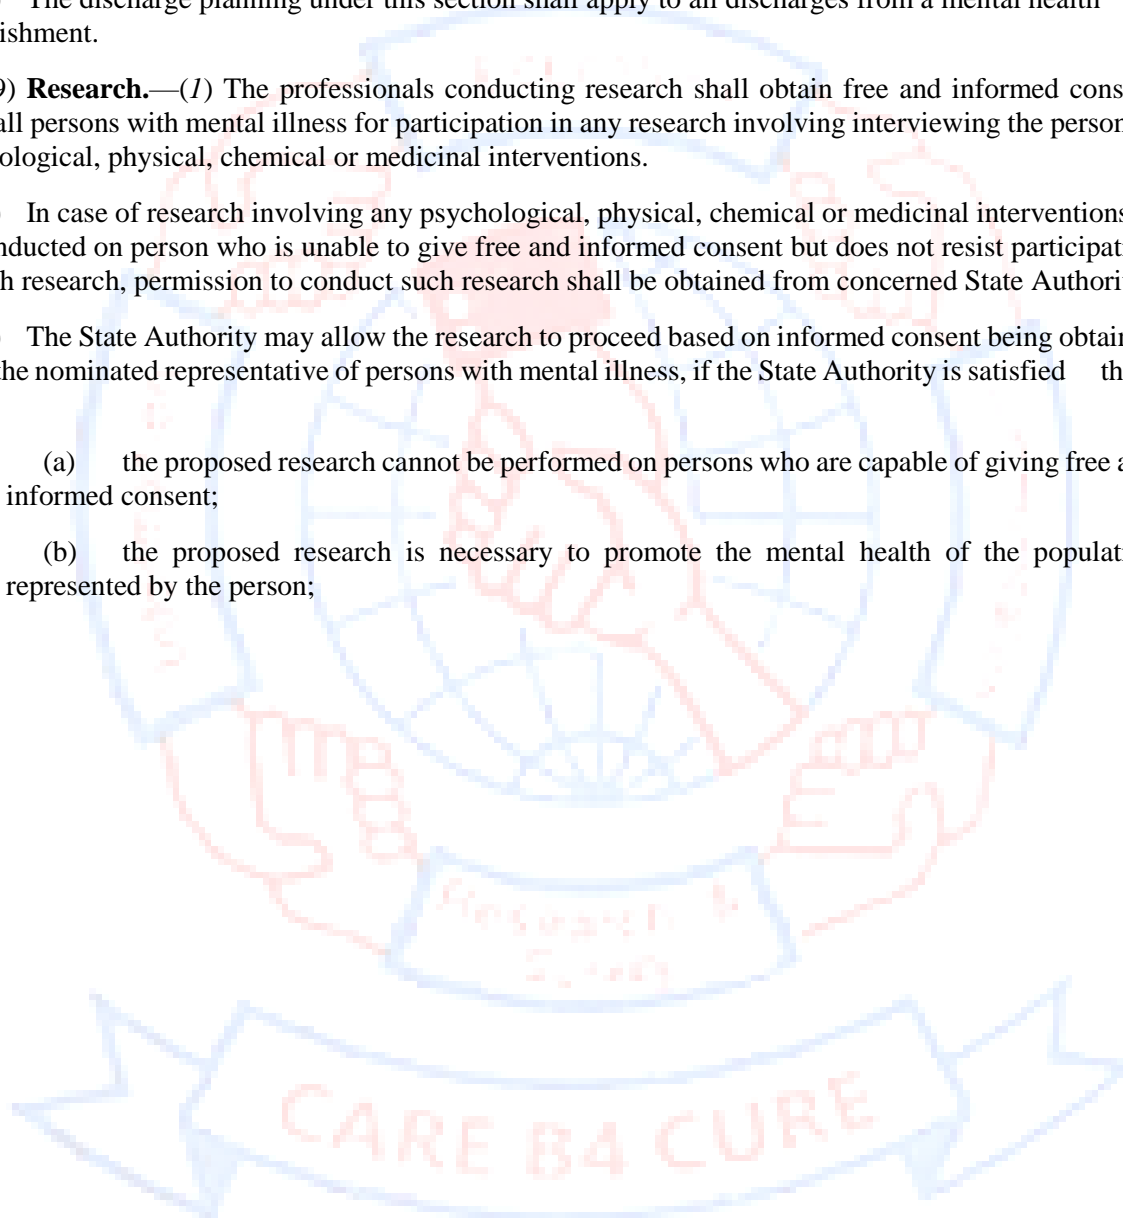 The discharge planning under this section shall apply to all discharges from a mental health
ishment.
9) Research.—(1) The professionals conducting research shall obtain free and informed cons
all persons with mental illness for participation in any research involving interviewing the person
ological, physical, chemical or medicinal interventions.
In case of research involving any psychological, physical, chemical or medicinal interventions
nducted on person who is unable to give free and informed consent but does not resist participati
h research, permission to conduct such research shall be obtained from concerned State Authori
The State Authority may allow the research to proceed based on informed consent being obtain
the nominated representative of persons with mental illness, if the State Authority is satisfied th
(a) the proposed research cannot be performed on persons who are capable of giving free a
informed consent;
(b) the proposed research is necessary to promote the mental health of the populati
represented by the person;
Research &
CARE B4 CURE